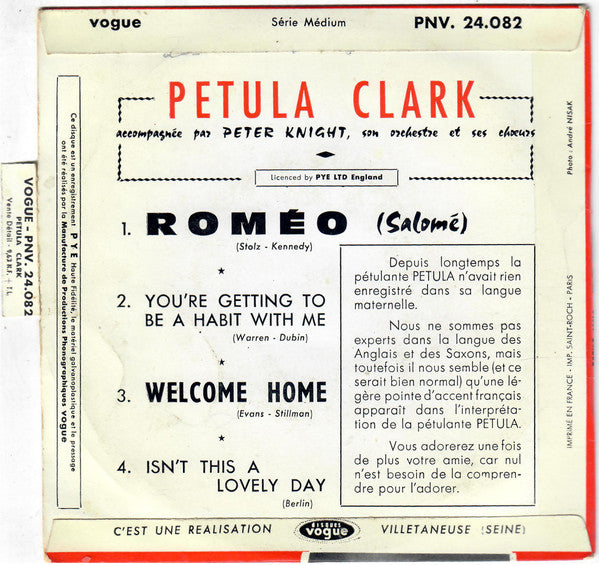 vogue
Série Médium
PNV. 24.082
PETULA CLARK
accompagnée par PETER KNIGHT, son orchestre et ses chœurs
Licenced by PYE LTD England
1. ROMÉO (Salomé)
(Stolz - Kennedy)
★
2. YOU'RE GETTING TO
BE A HABIT WITH ME
(Warren - Dubin)
★
3. WELCOME HOME
(Evans - Stillman)
★
4. ISN'T THIS A
LOVELY DAY
(Berlin)
Depuis longtemps la
pétulante PETULA n'avait rien
enregistré dans sa langue
maternelle.
Nous ne sommes pas
experts dans la langue des
Anglais et des Saxons, mais
toutefois il nous semble (et ce
serait bien normal) qu'une lé-
gère pointe d'accent français
apparaît dans l'interpréta-
tion de la pétulante PETULA.
Vous adorerez une fois
de plus votre amie, car nul
n'est besoin de la compren-
dre pour l'adorer.
C'EST UNE REALISATION
DISQUES
vogue
VILLETANEUSE (SEINE)
Ce disque est un enregistrement PYE Haute Fidélité, le matériel galvanoplastique et le pressage
ont été réalisés par la Manufacture de Productions Phonographiques vogue
VOGUE - PNV. 24.082
PETULA CLARK
Vente Détail - 9,63 N.F. + T.L.
Photo : André NISAK
IMPRIMÉ EN FRANCE - IMP. SAINT-ROCH - PARIS